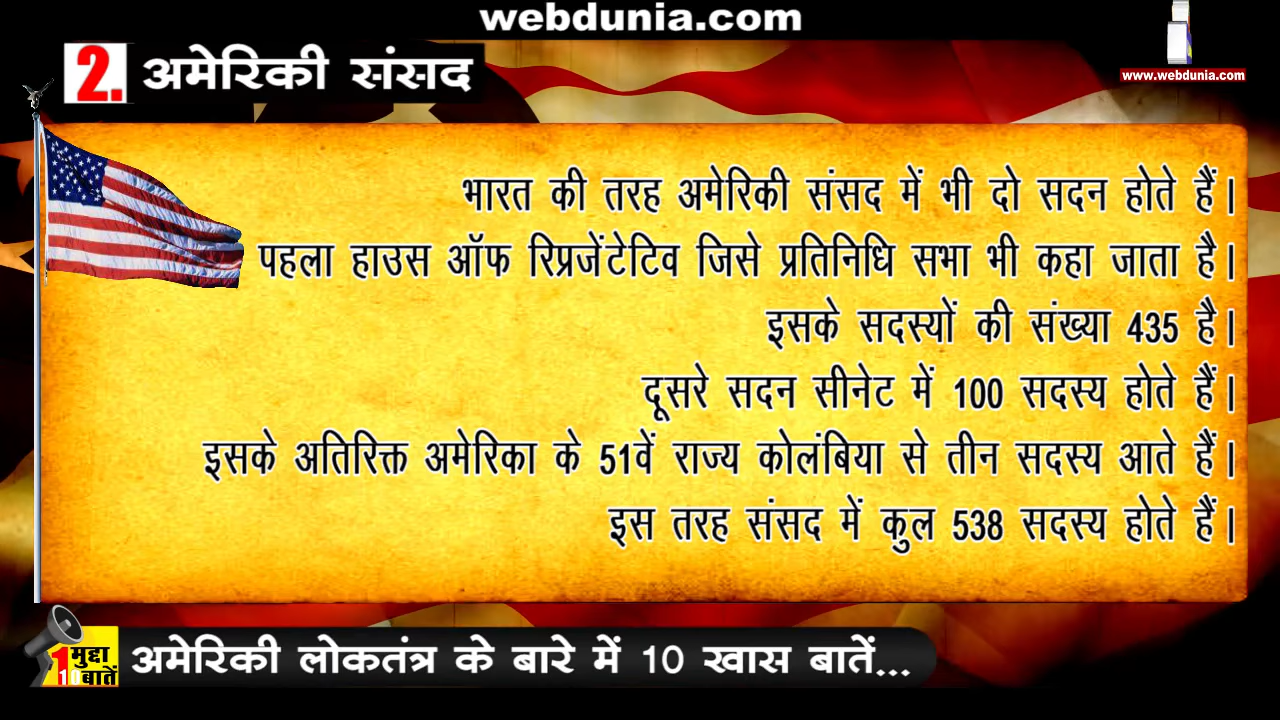 webdunia.com
www.webdunia.com
2. अमेरिकी संसद
भारत की तरह अमेरिकी संसद में भी दो सदन होते हैं।
पहला हाउस ऑफ रिप्रजेंटेटिव जिसे प्रतिनिधि सभा भी कहा जाता है।
इसके सदस्यों की संख्या 435 है।
दूसरे सदन सीनेट में 100 सदस्य होते हैं।
इसके अतिरिक्त अमेरिका के 51वें राज्य कोलंबिया से तीन सदस्य आते हैं।
इस तरह संसद में कुल 538 सदस्य होते हैं।
1 मुद्दा
10 बातें
अमेरिकी लोकतंत्र के बारे में 10 खास बातें...